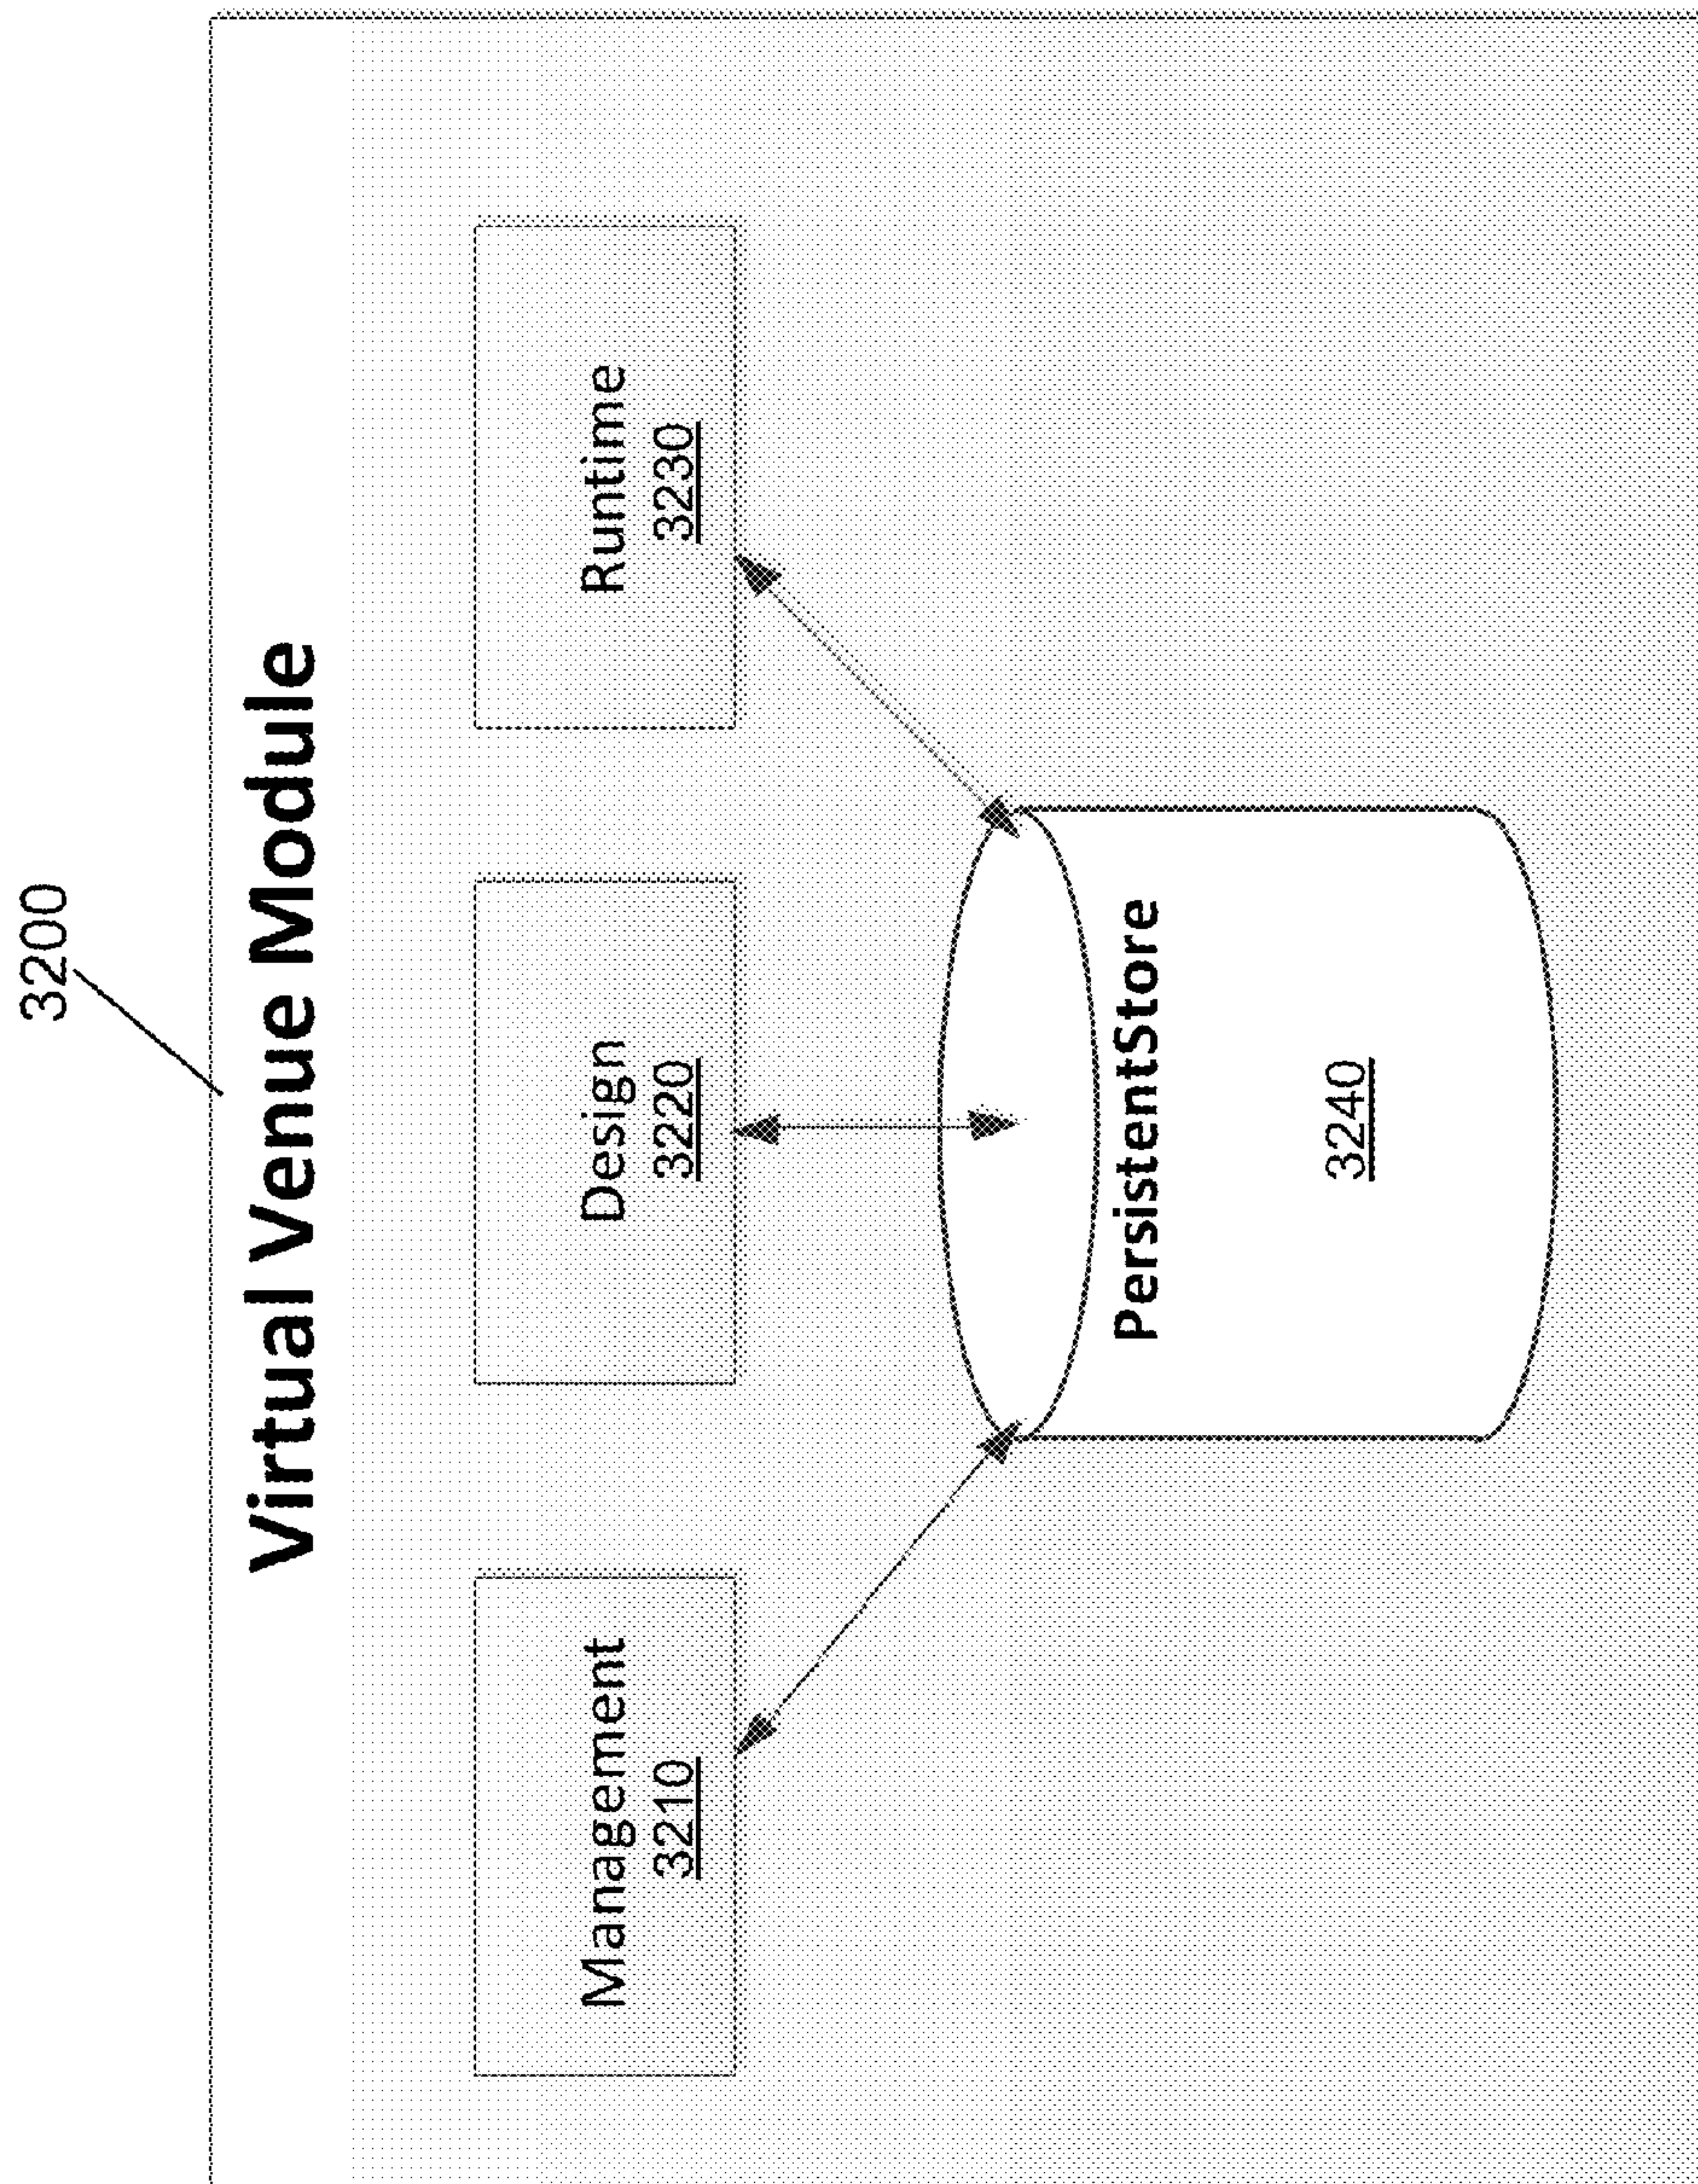 3200
Virtual Venue Module
Management
3210
Design
3220
Runtime
3230
PersistentStore
3240